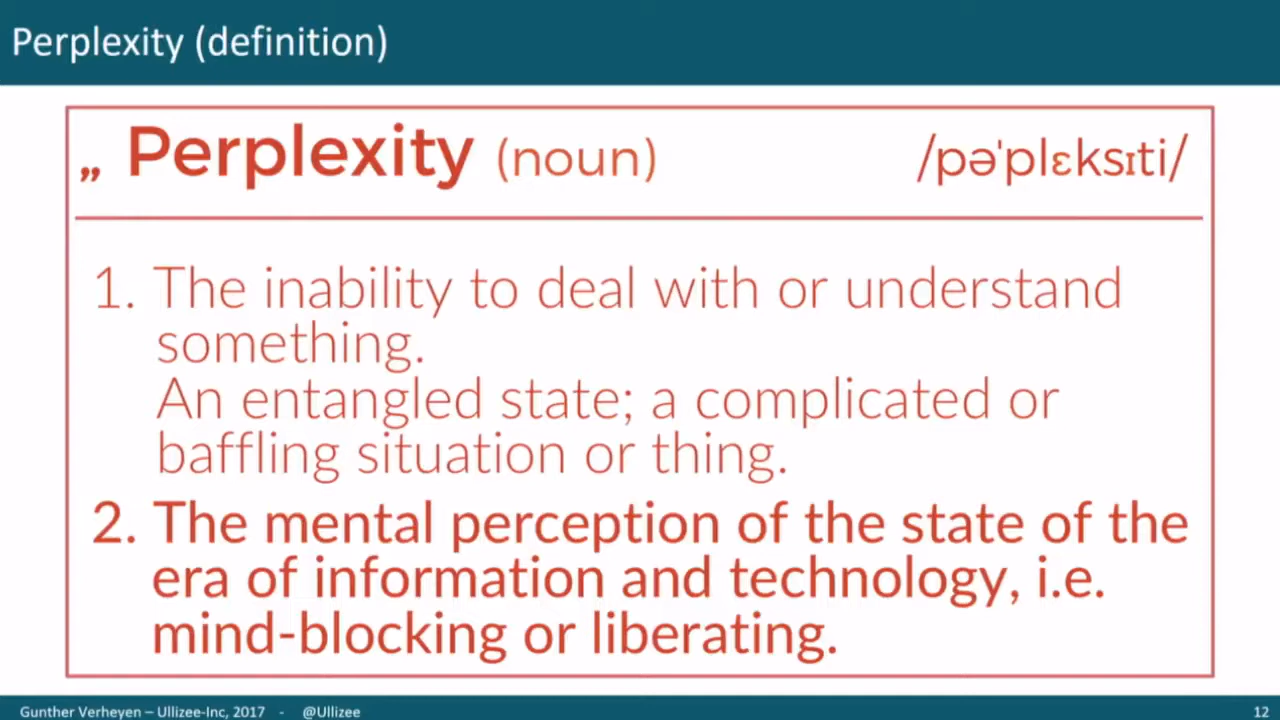 Perplexity (definition)
„ Perplexity (noun) /pəˈplɛksɪti/
1. The inability to deal with or understand
something.
An entangled state; a complicated or
baffling situation or thing.
2. The mental perception of the state of the
era of information and technology, i.e.
mind-blocking or liberating.
Gunther Verheyen – Ullizee-Inc, 2017 - @Ullizee 12